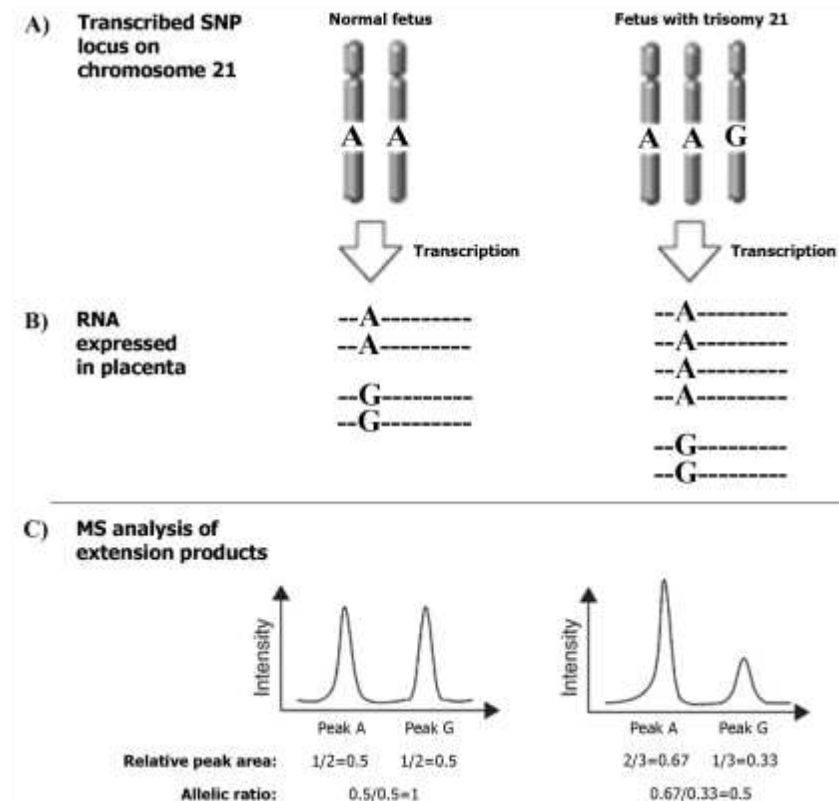 A) Transcribed SNP locus on chromosome 21
Normal fetus
Fetus with trisomy 21
A A
A A G
Transcription
Transcription
B) RNA expressed in placenta
--A---------
--A---------
--G---------
--G---------
--A---------
--A---------
--A---------
--A---------
--G---------
--G---------
C) MS analysis of extension products
Intensity
Peak A Peak G
Intensity
Peak A Peak G
Relative peak area: 1/2=0.5 1/2=0.5 2/3=0.67 1/3=0.33
Allelic ratio: 0.5/0.5=1 0.67/0.33=0.5